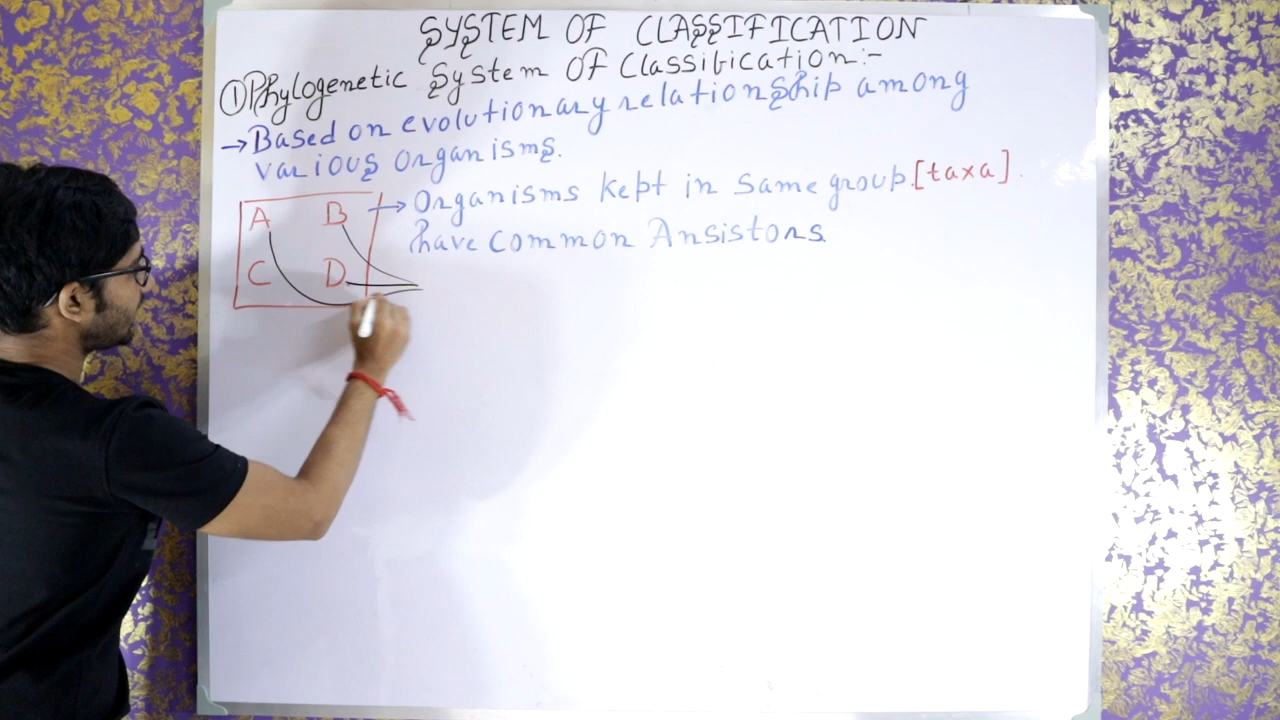 SYSTEM OF CLASSIFICATION
① Phylogenetic System OF Classification:-
→ Based on evolutionary relationship among
various organisms.
A B → Organisms kept in same group. [taxa].
have common Ansistors.
C D